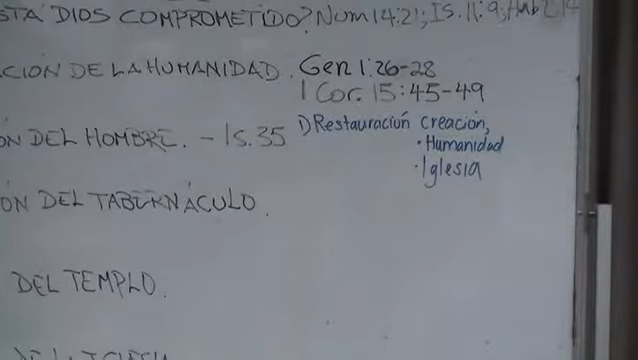 STA DIOS COMPROMETIDO? Num 14:21; Is. 11:9; Hab 2:14
CION DE LA HUMANIDAD. Gen 1:26-28
1 Cor. 15:45-49
ON DEL HOMBRE. - Is. 35
1) Restauración creación,
• Humanidad
• Iglesia
ON DEL TABERNÁCULO.
DEL TEMPLO.